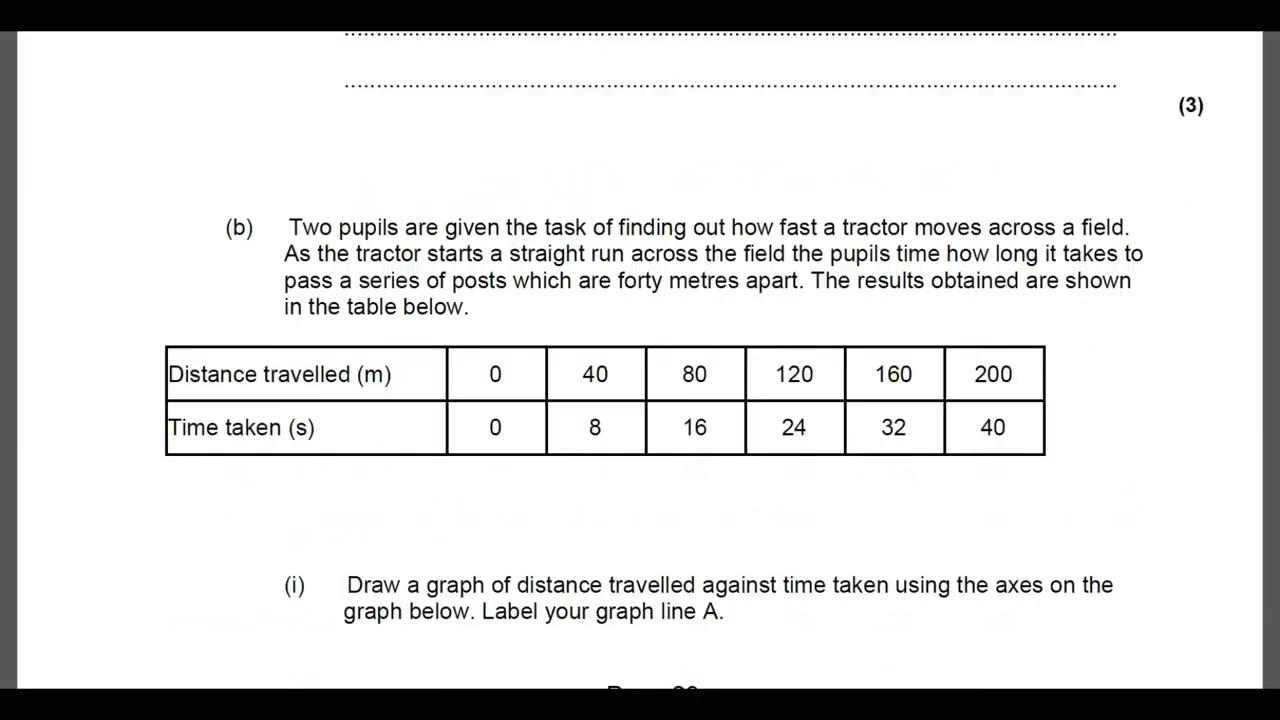 (3)
(b) Two pupils are given the task of finding out how fast a tractor moves across a field.
As the tractor starts a straight run across the field the pupils time how long it takes to
pass a series of posts which are forty metres apart. The results obtained are shown
in the table below.
Distance travelled (m) 0 40 80 120 160 200
Time taken (s) 0 8 16 24 32 40
(i) Draw a graph of distance travelled against time taken using the axes on the
graph below. Label your graph line A.